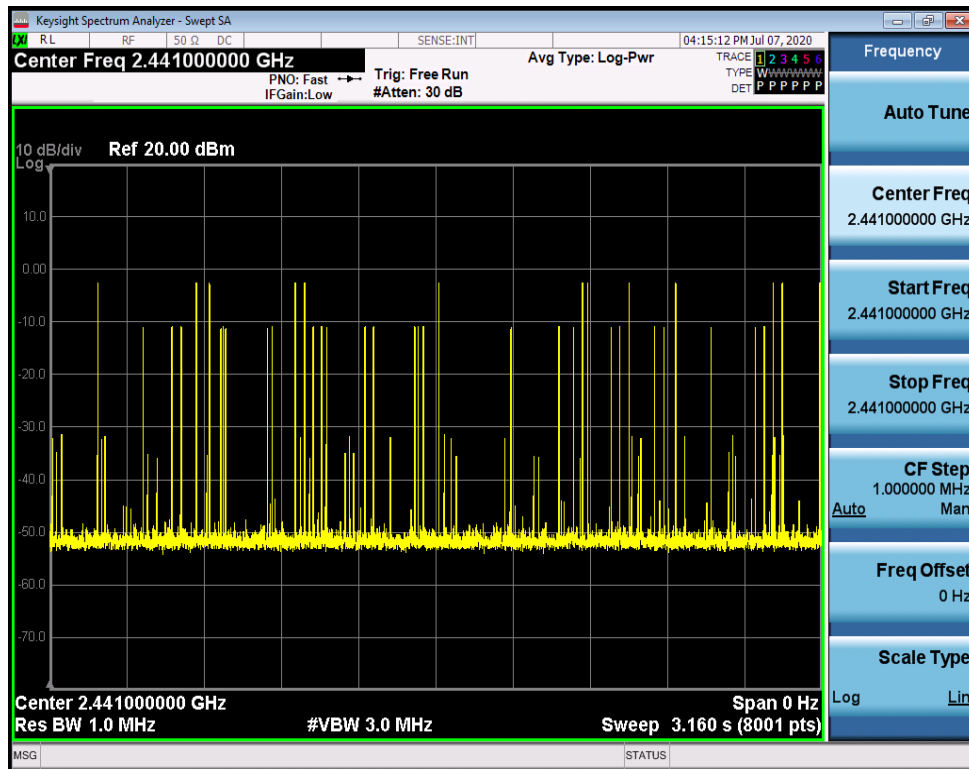 Keysight Spectrum Analyzer - Swept SA
LXI RL RF 50 Ω DC SENSE:INT 04:15:12 PM Jul 07, 2020
Center Freq 2.441000000 GHz
Avg Type: Log-Pwr
TRACE 1 2 3 4 5 6
PNO: Fast
Trig: Free Run
TYPE WWWWWW
IFGain:Low
#Atten: 30 dB
DET P P P P P P
10 dB/div Ref 20.00 dBm
Log
10.0
0.00
-10.0
-20.0
-30.0
-40.0
-50.0
-60.0
-70.0
Center 2.441000000 GHz Span 0 Hz
Res BW 1.0 MHz #VBW 3.0 MHz Sweep 3.160 s (8001 pts)
MSG STATUS
Frequency
Auto Tune
Center Freq
2.441000000 GHz
Start Freq
2.441000000 GHz
Stop Freq
2.441000000 GHz
CF Step
1.000000 MHz
Auto Man
Freq Offset
0 Hz
Scale Type
Log Lin